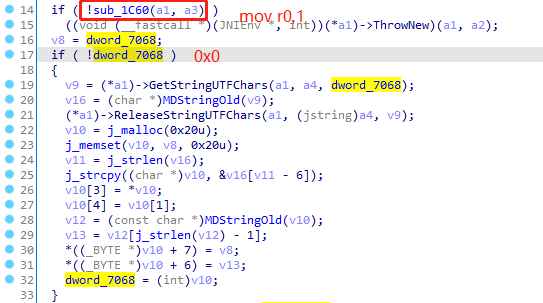 14 if ( !sub_1C60(a1, a3) ) mov r0,1
15 ((void (__fastcall *)(JNIEnv *, int))(*a1)->ThrowNew)(a1, a2);
16 v8 = dword_7068;
17 if ( !dword_7068 ) 0x0
18 {
19 v9 = (*a1)->GetStringUTFChars(a1, a4, dword_7068);
20 v16 = (char *)MDStringOld(v9);
21 (*a1)->ReleaseStringUTFChars(a1, (jstring)a4, v9);
22 v10 = j_malloc(0x20u);
23 j_memset(v10, v8, 0x20u);
24 v11 = j_strlen(v16);
25 j_strcpy((char *)v10, &v16[v11 - 6]);
26 v10[3] = *v10;
27 v10[4] = v10[1];
28 v12 = (const char *)MDStringOld(v10);
29 v13 = v12[j_strlen(v12) - 1];
30 *((_BYTE *)v10 + 7) = v8;
31 *((_BYTE *)v10 + 6) = v13;
32 dword_7068 = (int)v10;
33 }